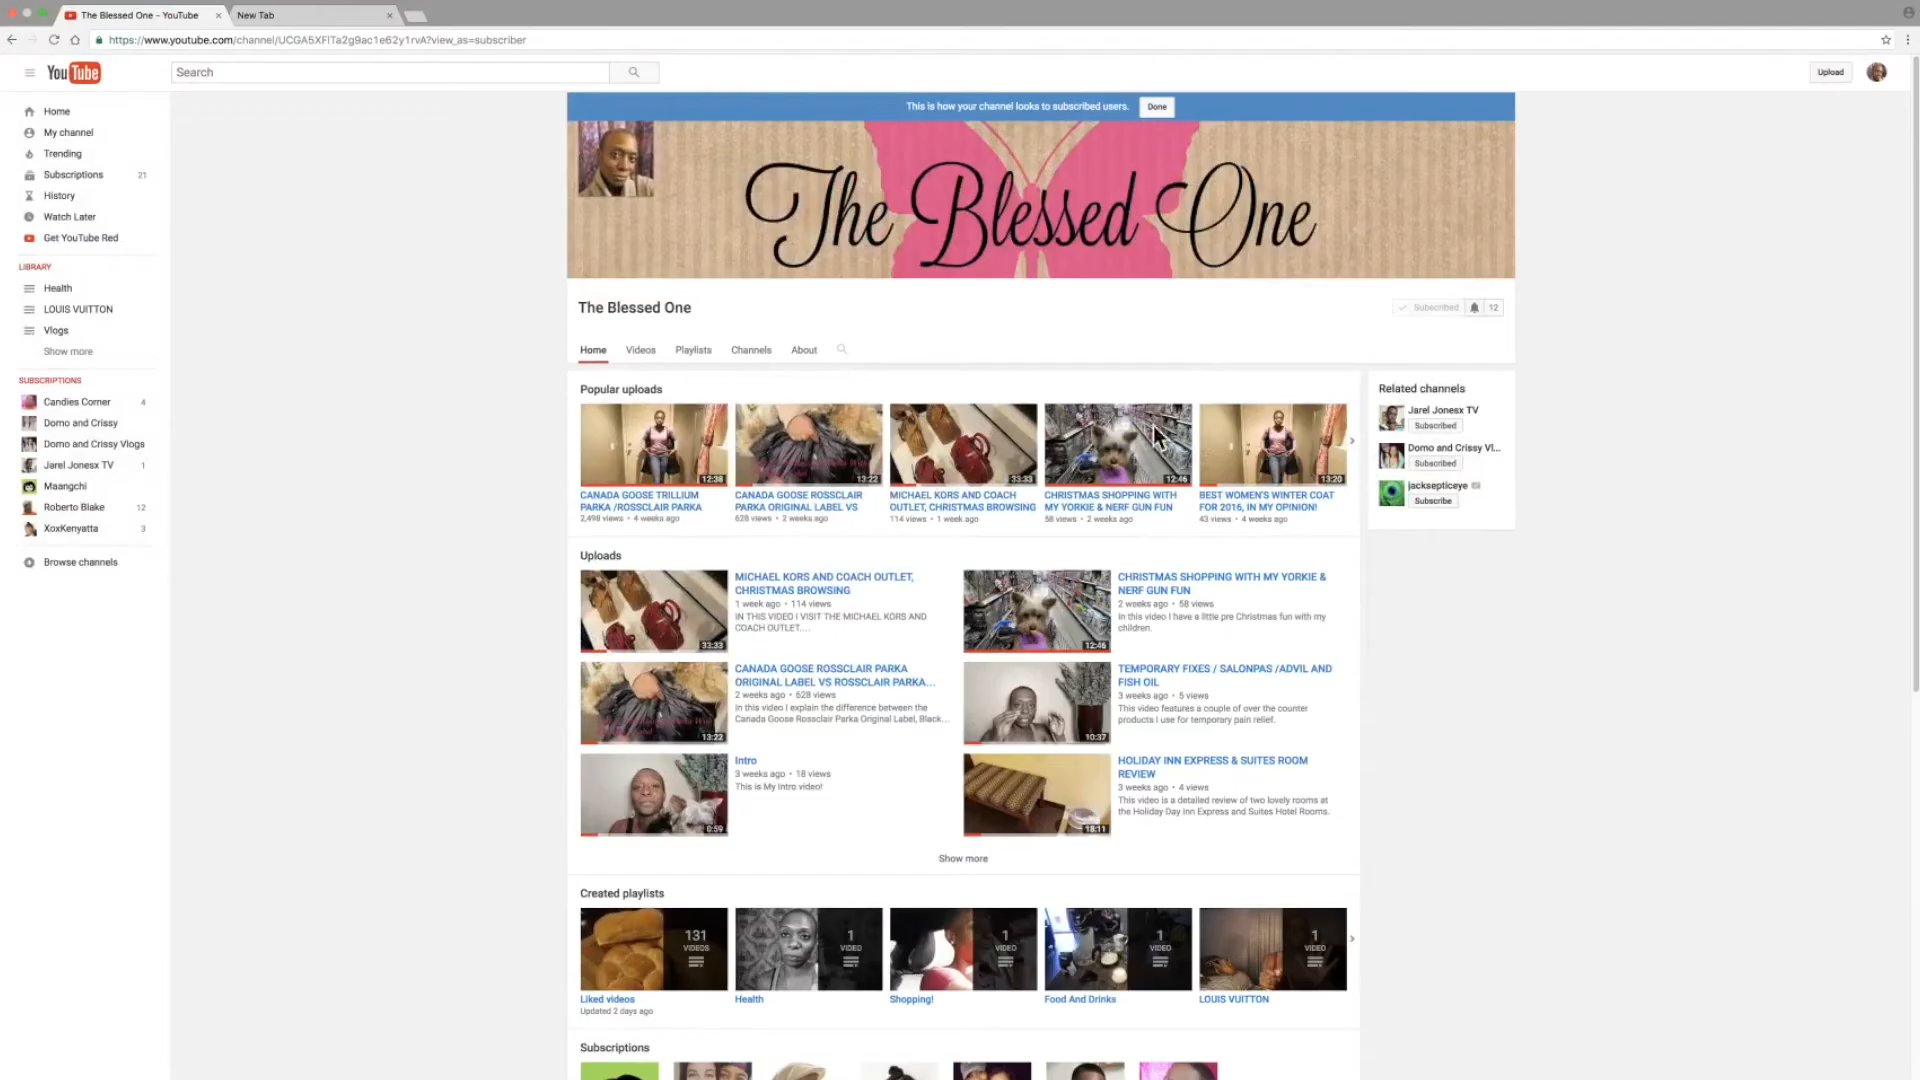 The Blessed One - YouTube
New Tab
https://www.youtube.com/channel/UCGA5XFITa2g9ac1e62y1rvA?view_as=subscriber
YouTube
Search
Upload
Home
My channel
Trending
Subscriptions 21
History
Watch Later
Get YouTube Red
LIBRARY
Health
LOUIS VUITTON
Vlogs
Show more
SUBSCRIPTIONS
Candies Corner 4
Domo and Crissy
Domo and Crissy Vlogs
Jarel Jonesx TV 1
Maangchi
Roberto Blake 12
XoxKenyatta 3
Browse channels
This is how your channel looks to subscribed users. Done
The Blessed One
The Blessed One
Subscribed 12
Home Videos Playlists Channels About
Popular uploads
12:38
CANADA GOOSE TRILLIUM
PARKA /ROSSCLAIR PARKA
2,498 views • 4 weeks ago
13:22
CANADA GOOSE ROSSCLAIR
PARKA ORIGINAL LABEL VS
628 views • 2 weeks ago
33:33
MICHAEL KORS AND COACH
OUTLET, CHRISTMAS BROWSING
114 views • 1 week ago
12:46
CHRISTMAS SHOPPING WITH
MY YORKIE & NERF GUN FUN
58 views • 2 weeks ago
13:20
BEST WOMEN'S WINTER COAT
FOR 2016, IN MY OPINION!
43 views • 4 weeks ago
Related channels
Jarel Jonesx TV
Subscribed
Domo and Crissy Vl...
Subscribed
jacksepticeye
Subscribe
Uploads
33:33
MICHAEL KORS AND COACH OUTLET,
CHRISTMAS BROWSING
1 week ago • 114 views
IN THIS VIDEO I VISIT THE MICHAEL KORS AND
COACH OUTLET....
12:46
CHRISTMAS SHOPPING WITH MY YORKIE &
NERF GUN FUN
2 weeks ago • 58 views
In this video I have a little pre Christmas fun with my
children.
13:22
CANADA GOOSE ROSSCLAIR PARKA
ORIGINAL LABEL VS ROSSCLAIR PARKA...
2 weeks ago • 628 views
In this video I explain the difference between the
Canada Goose Rossclair Parka Original Label, Black...
10:37
TEMPORARY FIXES / SALONPAS /ADVIL AND
FISH OIL
3 weeks ago • 5 views
This video features a couple of over the counter
products I use for temporary pain relief.
0:59
Intro
3 weeks ago • 18 views
This is My Intro video!
18:11
HOLIDAY INN EXPRESS & SUITES ROOM
REVIEW
3 weeks ago • 4 views
This video is a detailed review of two lovely rooms at
the Holiday Day inn Express and Suites Hotel Rooms.
Show more
Created playlists
131
VIDEOS
Liked videos
Updated 2 days ago
1
VIDEO
Health
1
VIDEO
Shopping!
1
VIDEO
Food And Drinks
1
VIDEO
LOUIS VUITTON
Subscriptions